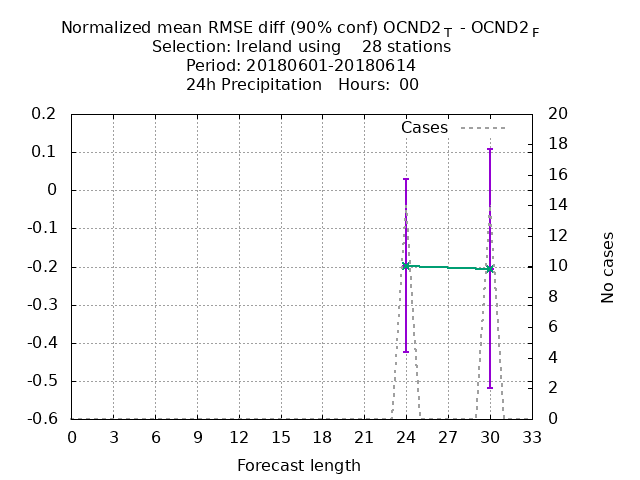 Normalized mean RMSE diff (90% conf) OCND2 T - OCND2 F
Selection: Ireland using 28 stations
Period: 20180601-20180614
24h Precipitation Hours: 00
Cases
0.2
0.1
0
-0.1
-0.2
-0.3
-0.4
-0.5
-0.6
20
18
16
14
12
10
8
6
4
2
0
No cases
0 3 6 9 12 15 18 21 24 27 30 33
Forecast length